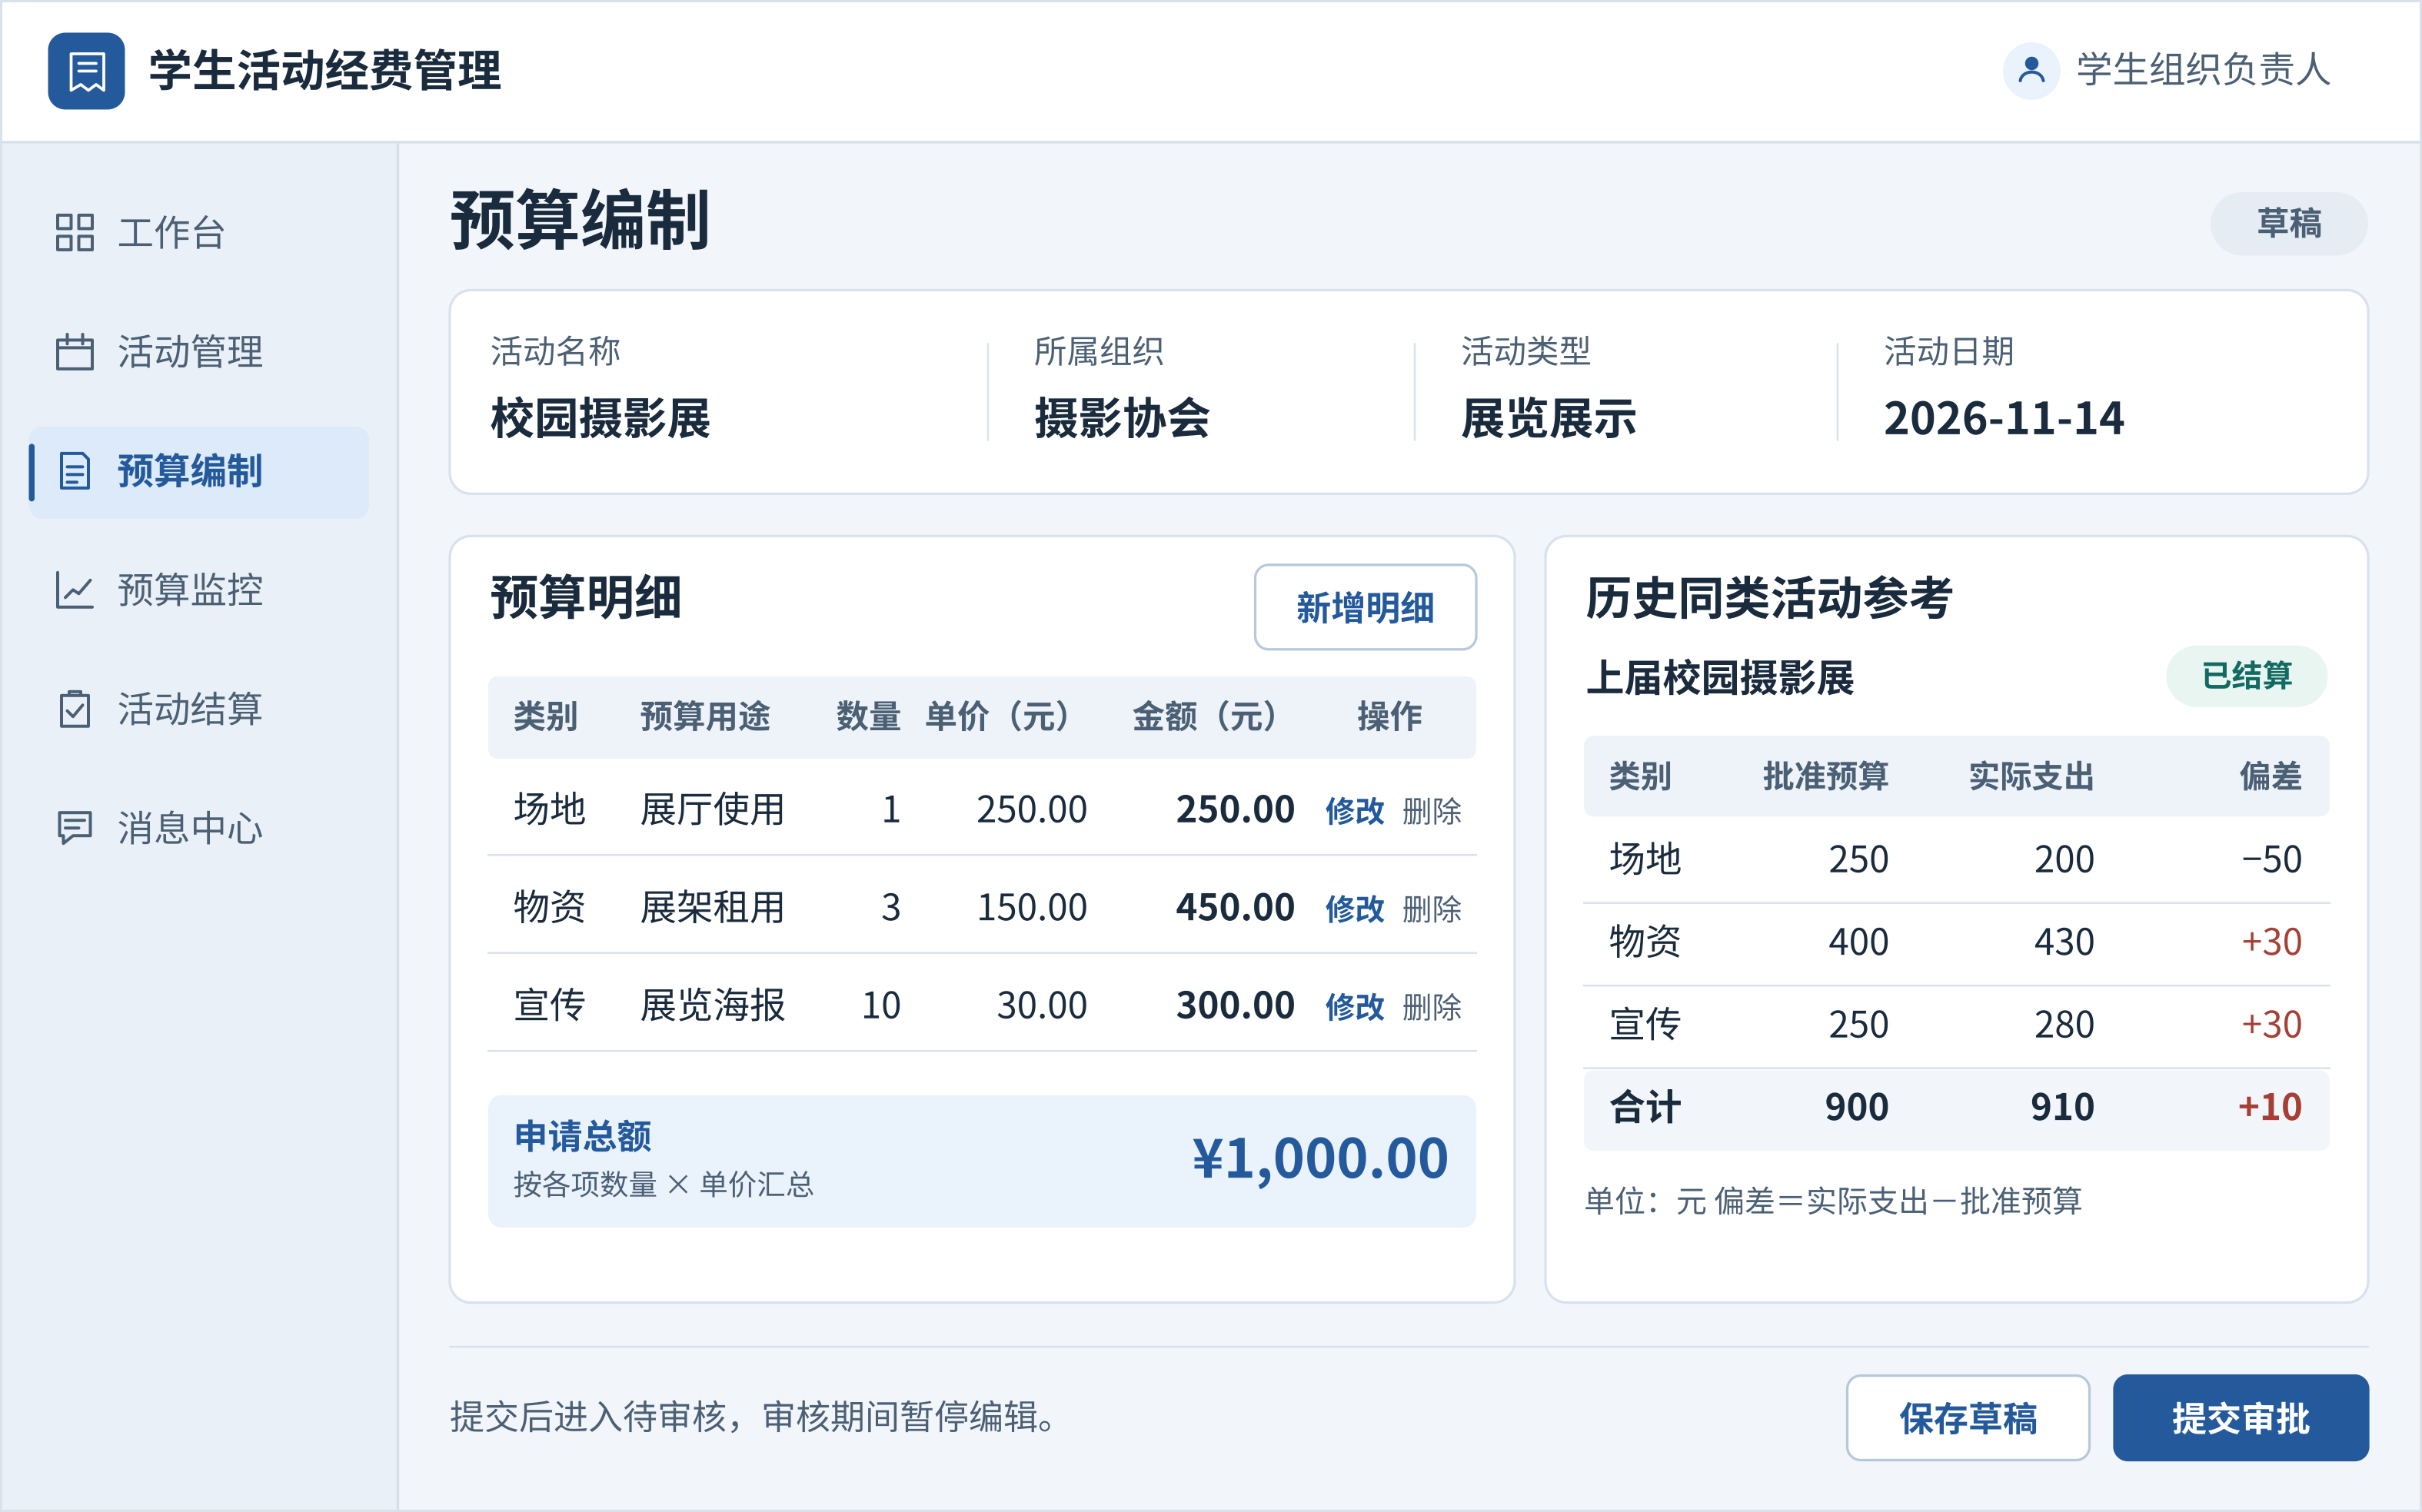 学生活动经费管理
学生组织负责人
工作台
活动管理
预算编制
预算监控
活动结算
消息中心
预算编制
草稿
活动名称 所属组织 活动类型 活动日期
校园摄影展 摄影协会 展览展示 2026-11-14
预算明细
新增明细
类别 预算用途 数量 单价（元） 金额（元） 操作
场地 展厅使用 1 250.00 250.00 修改 删除
物资 展架租用 3 150.00 450.00 修改 删除
宣传 展览海报 10 30.00 300.00 修改 删除
申请总额
按各项数量 × 单价汇总
¥1,000.00
历史同类活动参考
上届校园摄影展
已结算
类别 批准预算 实际支出 偏差
场地 250 200 −50
物资 400 430 +30
宣传 250 280 +30
合计 900 910 +10
单位：元 偏差＝实际支出－批准预算
提交后进入待审核，审核期间暂停编辑。
保存草稿
提交审批